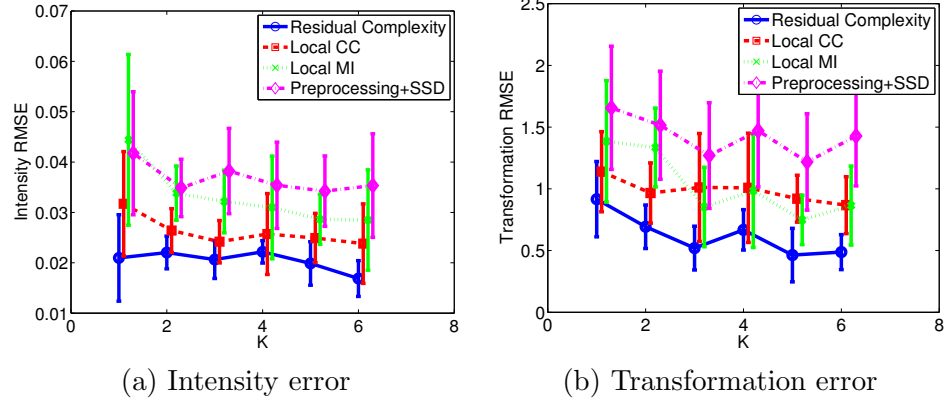 0.07
0.06
0.05
0.04
0.03
0.02
0.01
0
2
4
6
8
Intensity RMSE
K
Residual Complexity
Local CC
Local MI
Preprocessing+SSD
(a) Intensity error
2.5
2
1.5
1
0.5
0
0
2
4
6
8
Transformation RMSE
K
Residual Complexity
Local CC
Local MI
Preprocessing+SSD
(b) Transformation error